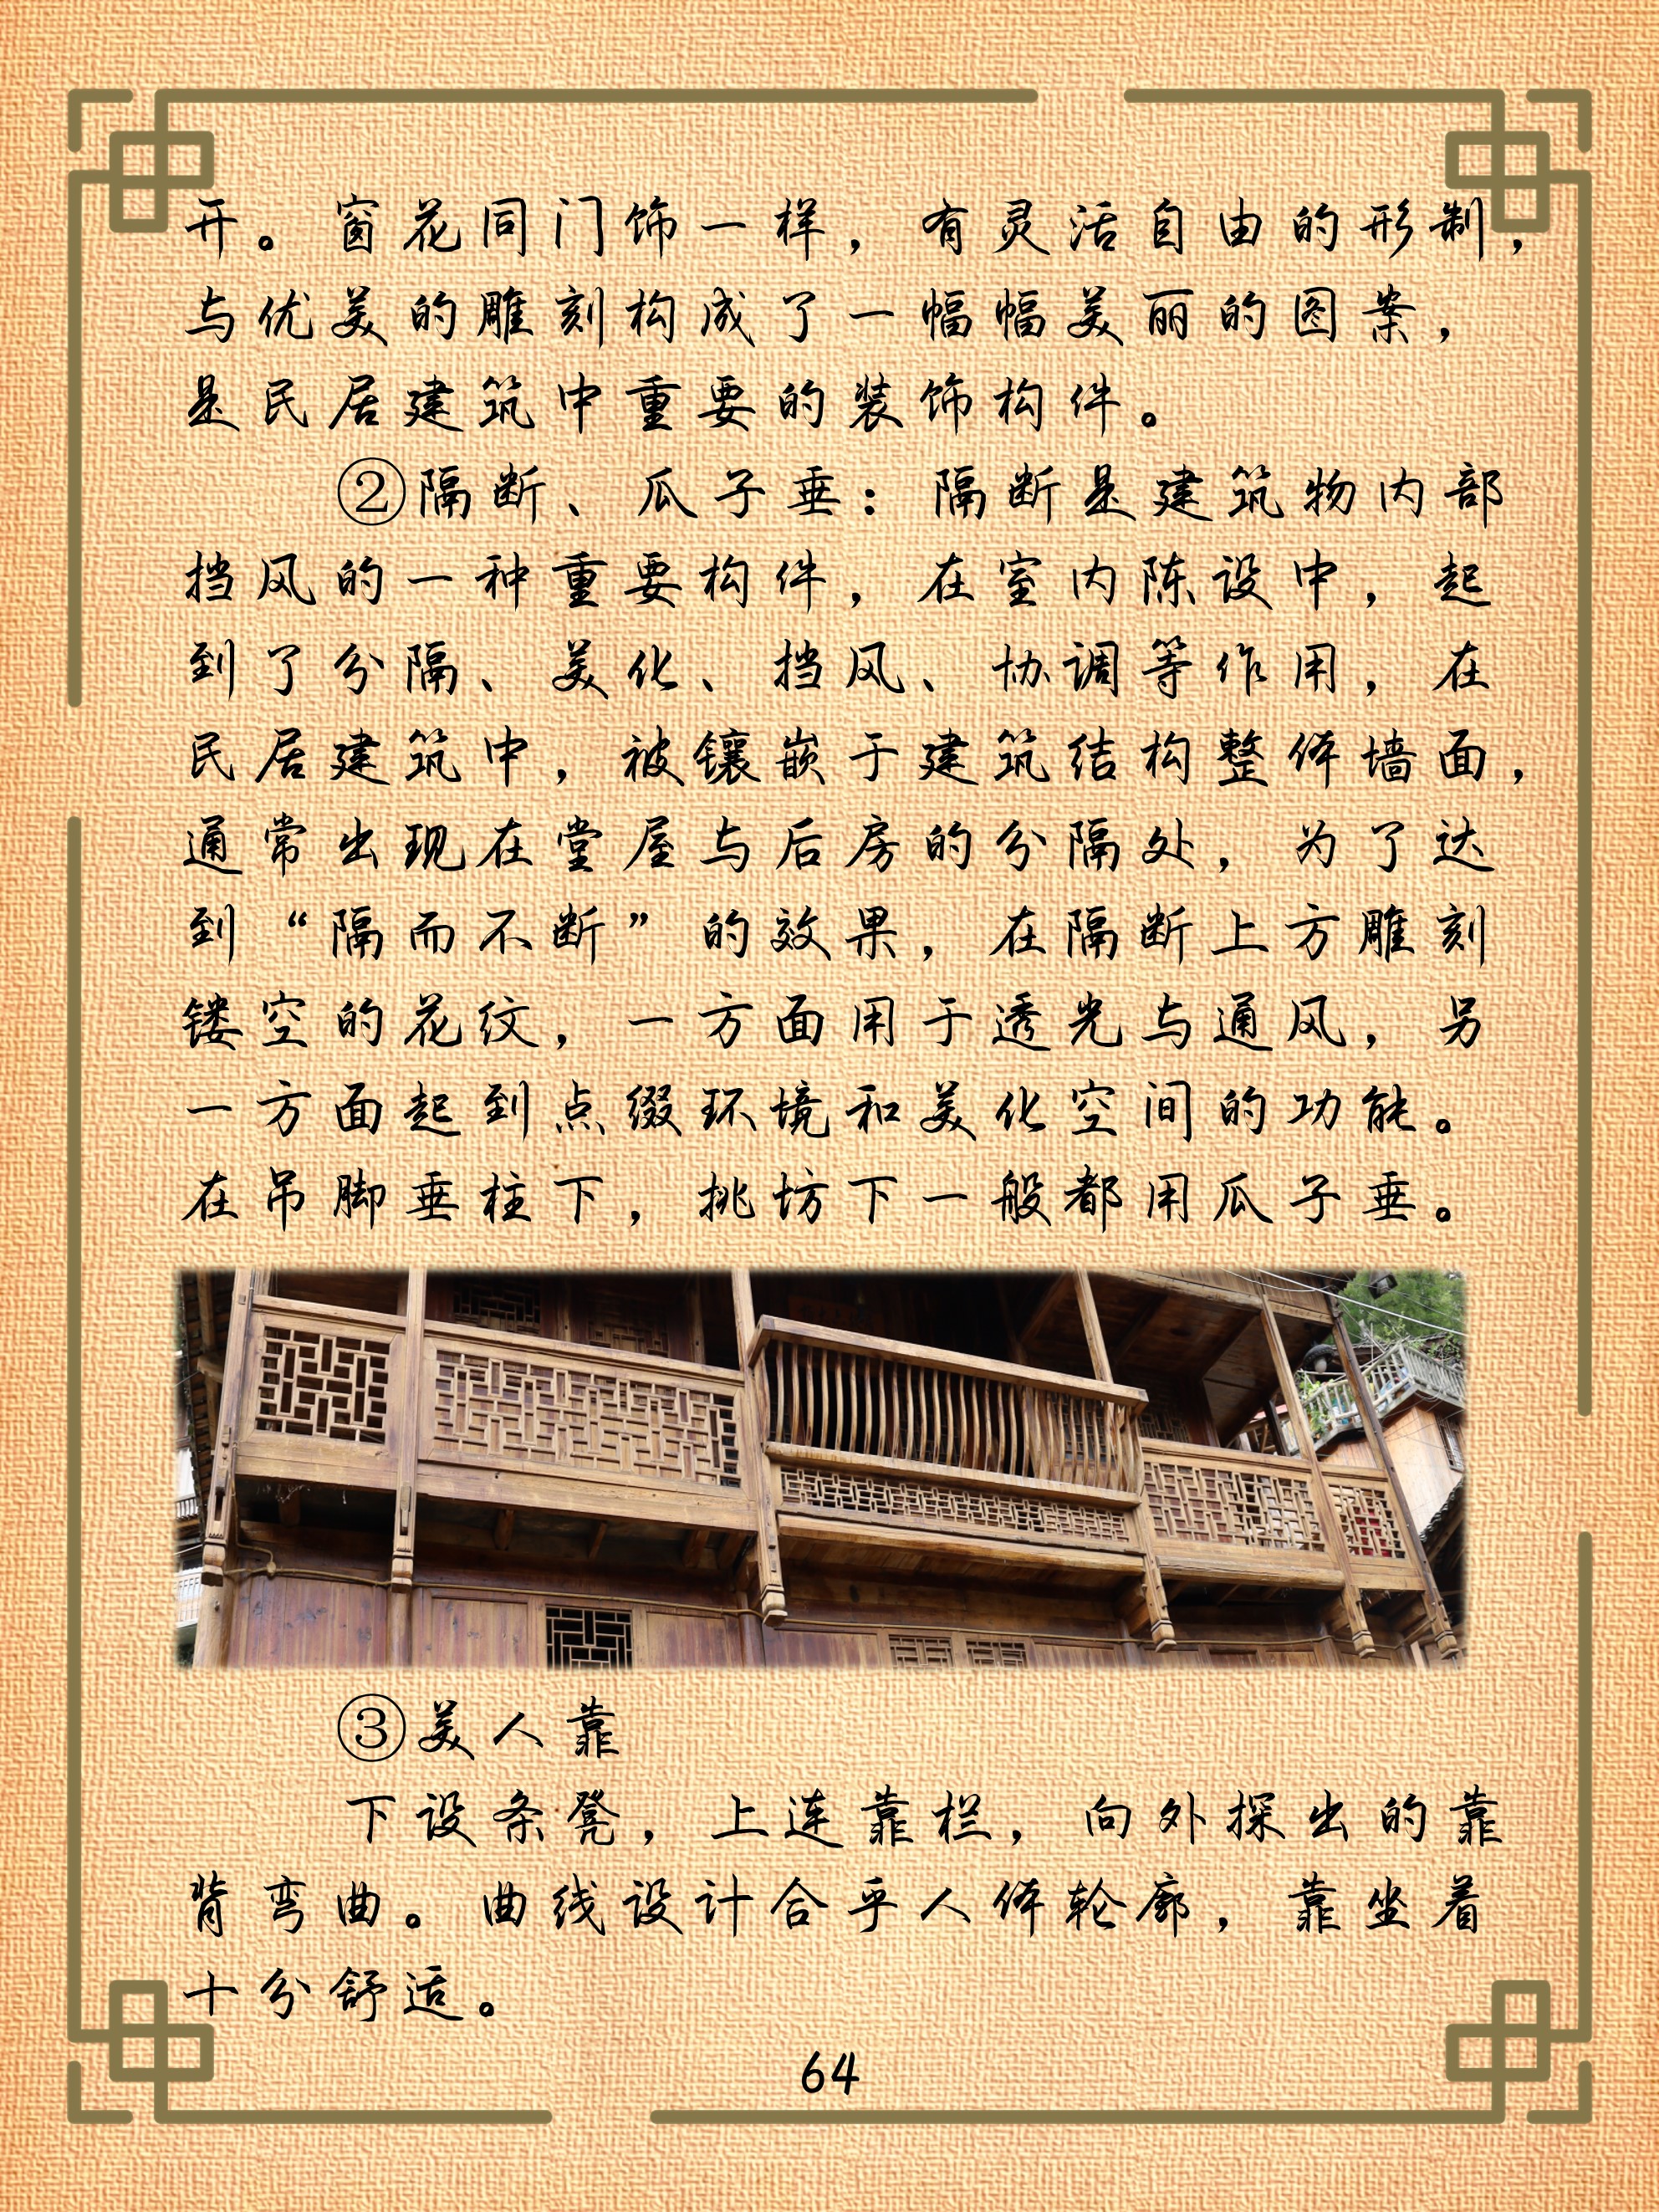 开。窗花同门饰一样，有灵活自由的形制，
与优美的雕刻构成了一幅幅美丽的图案，
是民居建筑中重要的装饰构件。
②隔断、瓜子垂：隔断是建筑物内部
挡风的一种重要构件，在室内陈设中，起
到了分隔、美化、挡风、协调等作用，在
民居建筑中，被镶嵌于建筑结构整体墙面，
通常出现在堂屋与后房的分隔处，为了达
到“隔而不断”的效果，在隔断上方雕刻
镂空的花纹，一方面用于透光与通风，另
一方面起到点缀环境和美化空间的功能。
在吊脚垂柱下，挑坊下一般都用瓜子垂。
③美人靠
下设条凳，上连靠栏，向外探出的靠
背弯曲。曲线设计合乎人体轮廓，靠坐着
十分舒适。
64